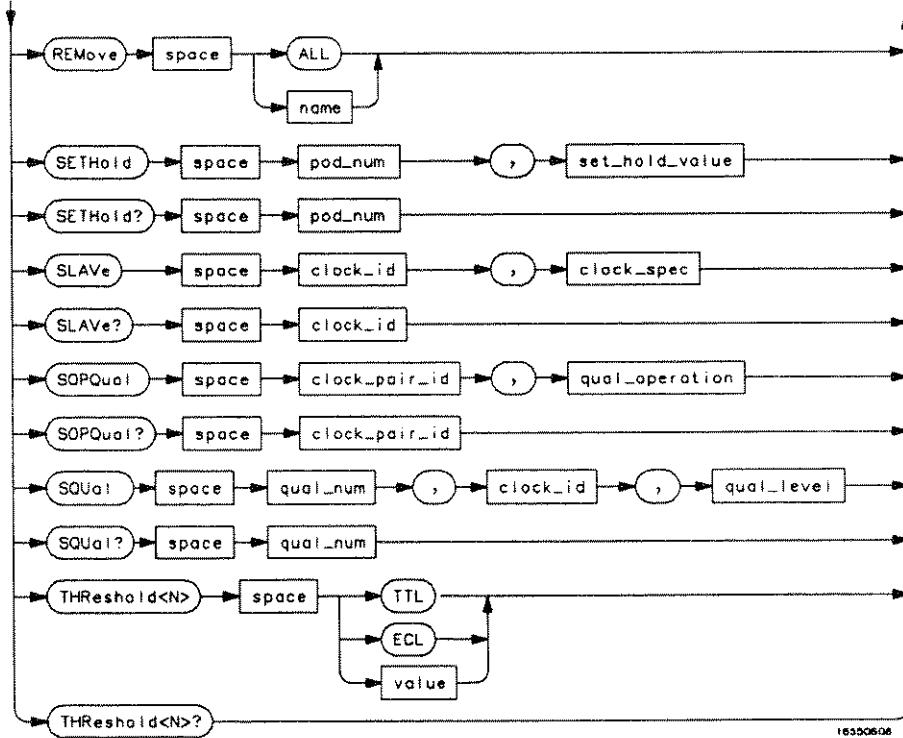 REMove space ALL
name
SETHold space pod_num , set_hold_value
SETHold? space pod_num
SLAVe space clock_id , clock_spec
SLAVe? space clock_id
SOPQual space clock_pair_id , qual_operation
SOPQual? space clock_pair_id
SQUal space qual_num , clock_id , qual_level
SQUal? space qual_num
THReshold<N> space TTL
ECL
value
THReshold<N>?